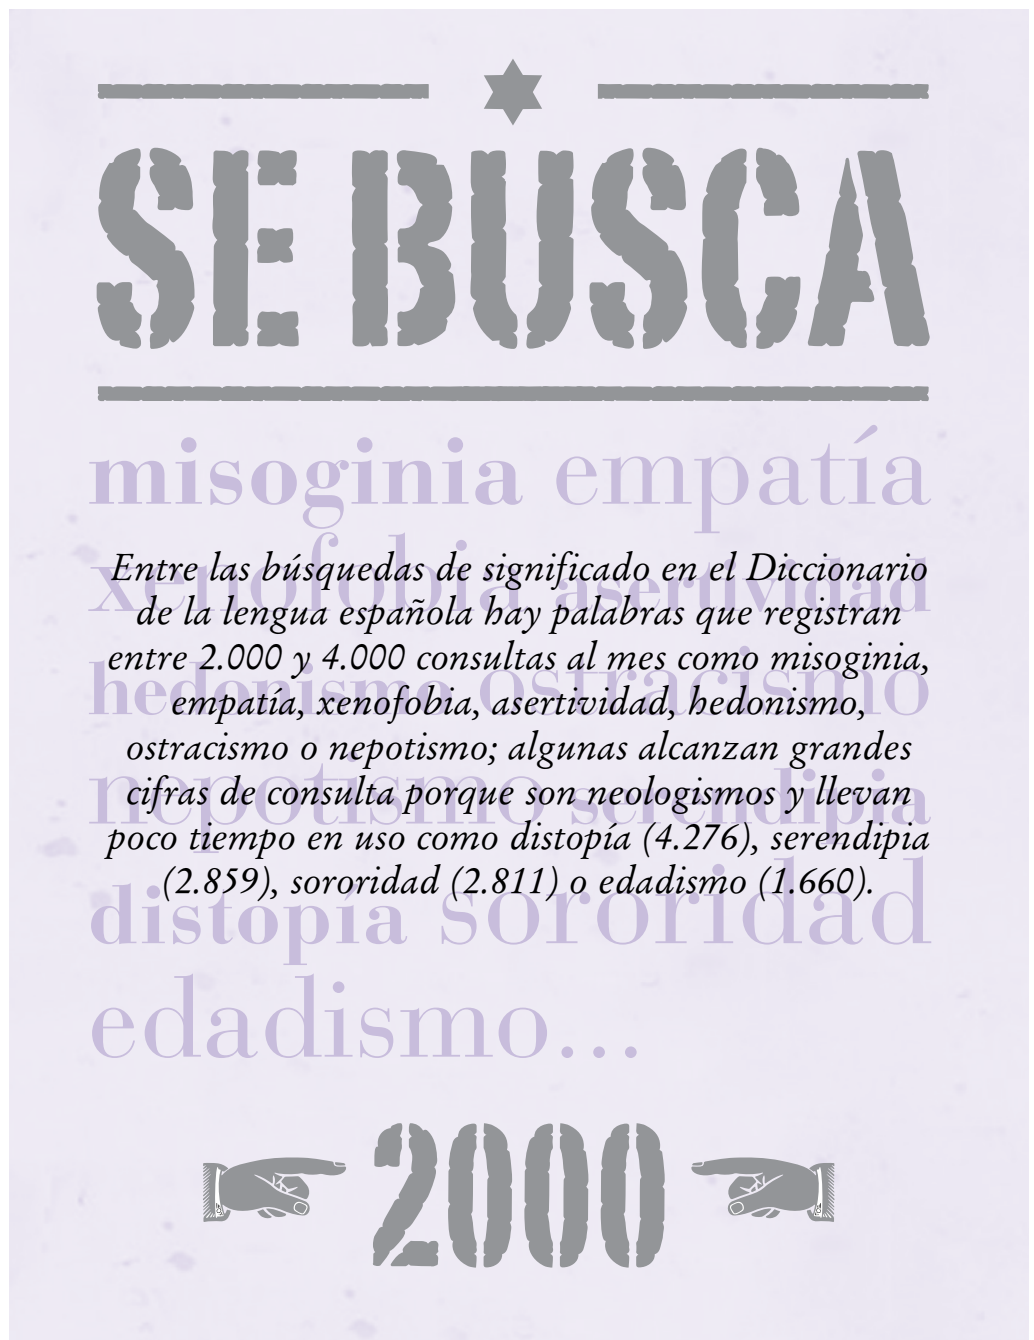 SE BUSCA
misoginia empatía
xenofobia asertividad
hedonismo ostracismo
nepotismo serendipia
distopía sororidad
edadismo...
Entre las búsquedas de significado en el Diccionario
de la lengua española hay palabras que registran
entre 2.000 y 4.000 consultas al mes como misoginia,
empatía, xenofobia, asertividad, hedonismo,
ostracismo o nepotismo; algunas alcanzan grandes
cifras de consulta porque son neologismos y llevan
poco tiempo en uso como distopía (4.276), serendipia
(2.859), sororidad (2.811) o edadismo (1.660).
2000